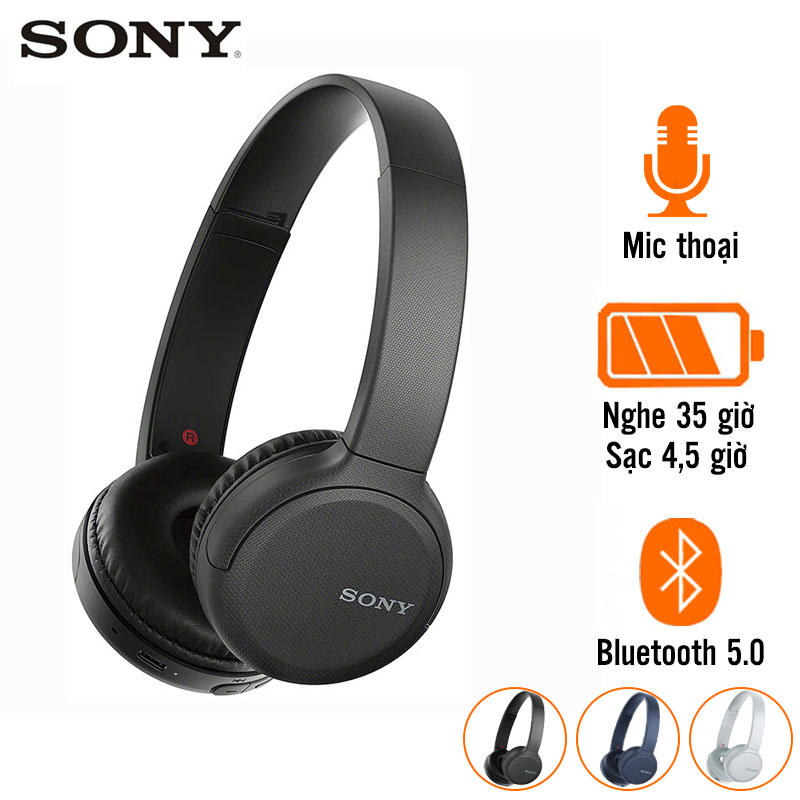 SONY
Mic thoại
Nghe 35 giờ
Sạc 4,5 giờ
SONY
Bluetooth 5.0
R